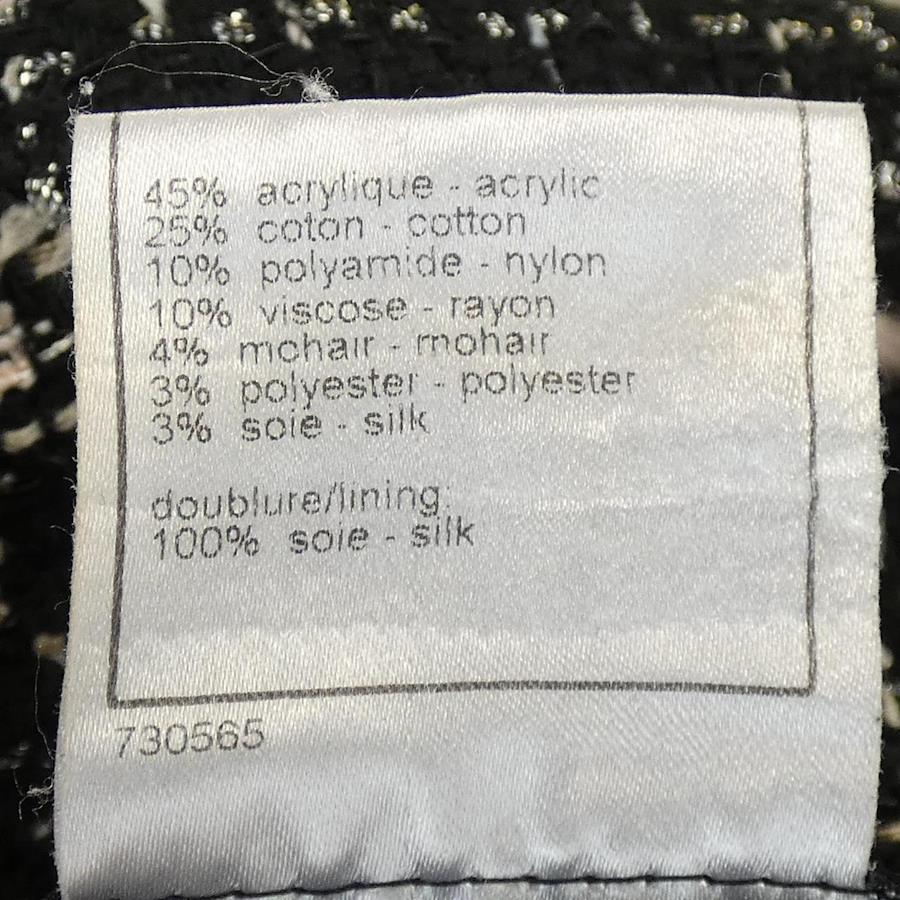 45% acrylique - acrylic
25% coton - cotton
10% polyamide - nylon
10% viscose - rayon
4% mohair - mohair
3% polyester - polyester
3% soie - silk
doublure/lining:
100% soie - silk
730565